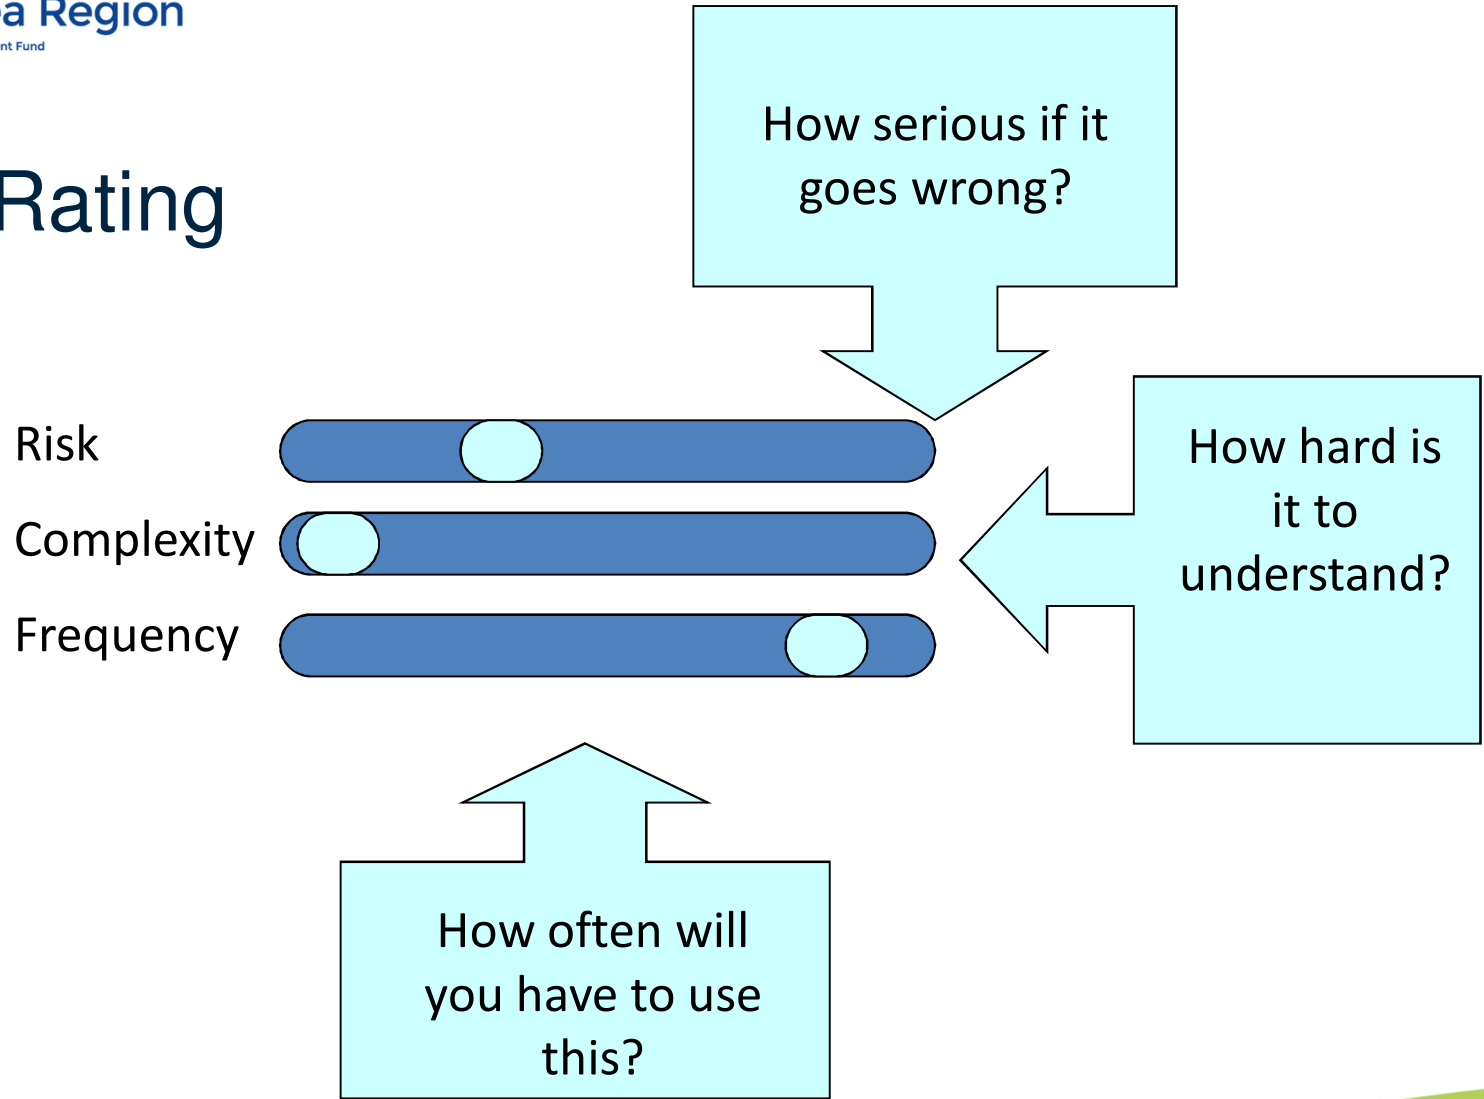 a Region
nt Fund
Rating
How serious if it
goes wrong?
Risk
Complexity
Frequency
How hard is
it to
understand?
How often will
you have to use
this?